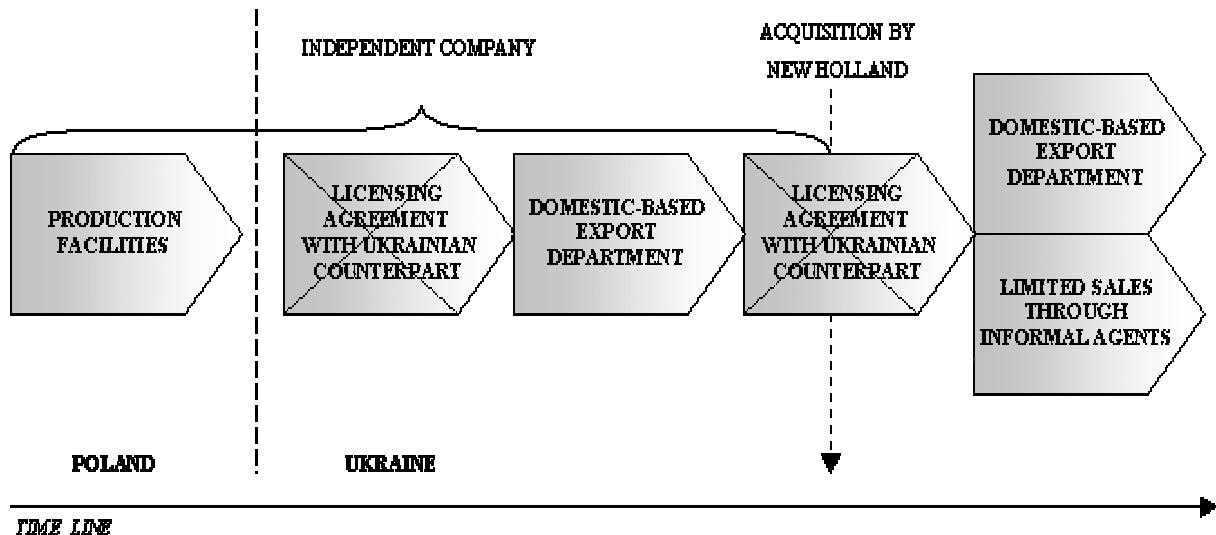 INDEPENDENT COMPANY
ACQUISITION BY
NEW HOLLAND
PRODUCTION
FACILITIES
LICENSING
AGREEMENT
WITH UKRAINIAN
COUNTERPART
DOMESTIC-BASED
EXPORT
DEPARTMENT
LICENSING
AGREEMENT
WITH UKRAINIAN
COUNTERPART
DOMESTIC-BASED
EXPORT
DEPARTMENT
LIMITED SALES
THROUGH
INFORMAL AGENTS
POLAND
UKRAINE
TIME LINE